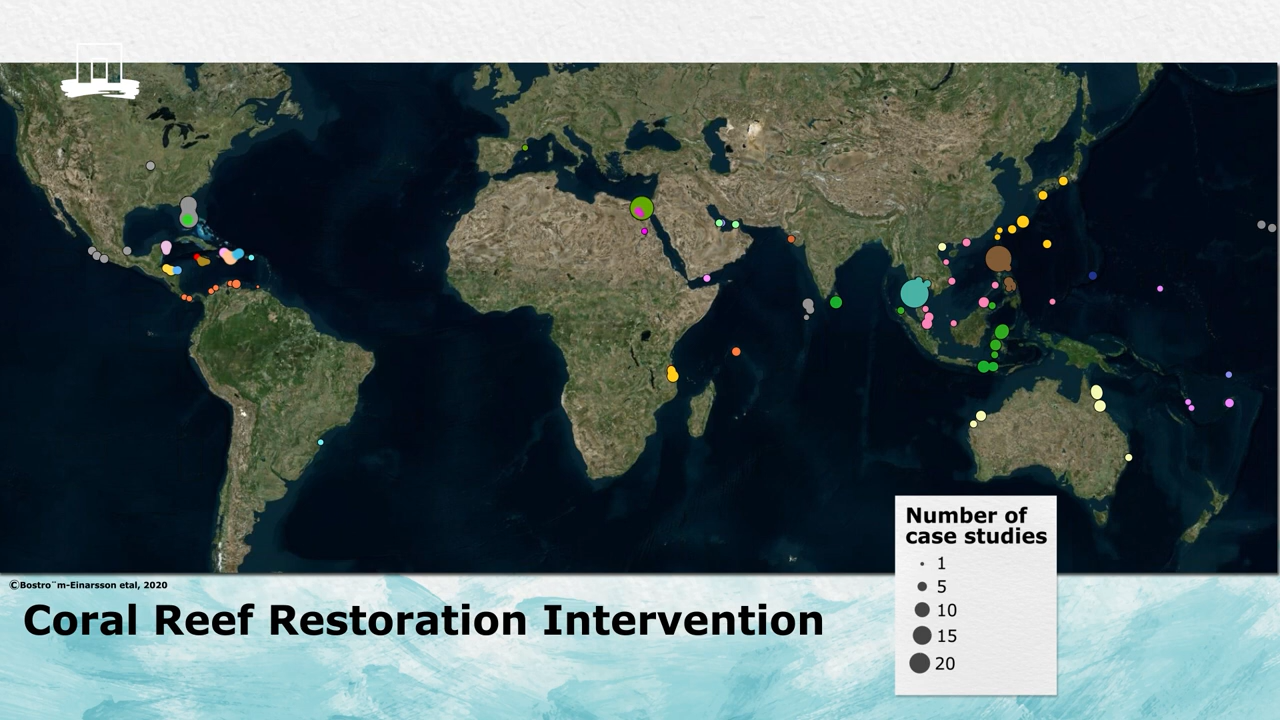 Number of
case studies
1
5
10
15
20
©Bostro¨m-Einarsson etal, 2020
Coral Reef Restoration Intervention